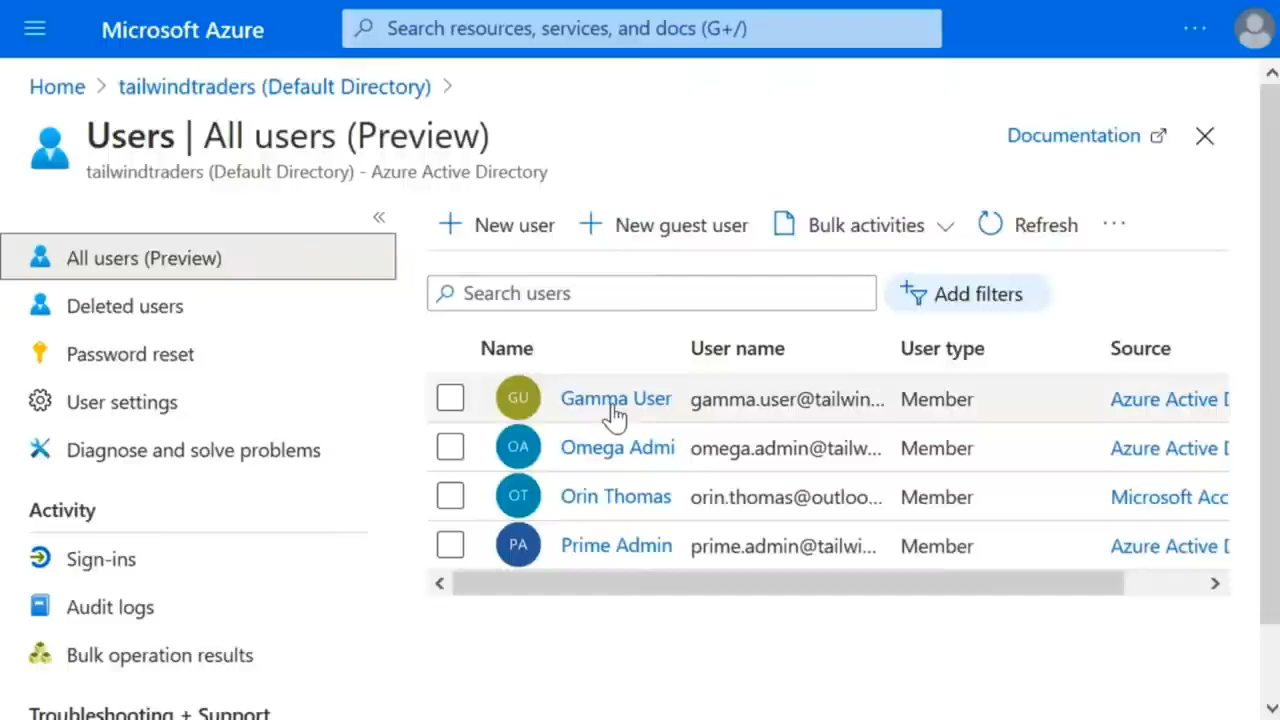 Microsoft Azure
Search resources, services, and docs (G+/)
...
Home > tailwindtraders (Default Directory) >
Users | All users (Preview)
tailwindtraders (Default Directory) - Azure Active Directory
Documentation
«
+ New user
+ New guest user
Bulk activities
Refresh
...
All users (Preview)
Deleted users
Password reset
User settings
Diagnose and solve problems
Activity
Sign-ins
Audit logs
Bulk operation results
Troubleshooting + Support
Search users
Add filters
Name User name User type Source
GU Gamma User gamma.user@tailwin... Member Azure Active D
OA Omega Admi omega.admin@tailw... Member Azure Active D
OT Orin Thomas orin.thomas@outloo... Member Microsoft Acc
PA Prime Admin prime.admin@tailwi... Member Azure Active D